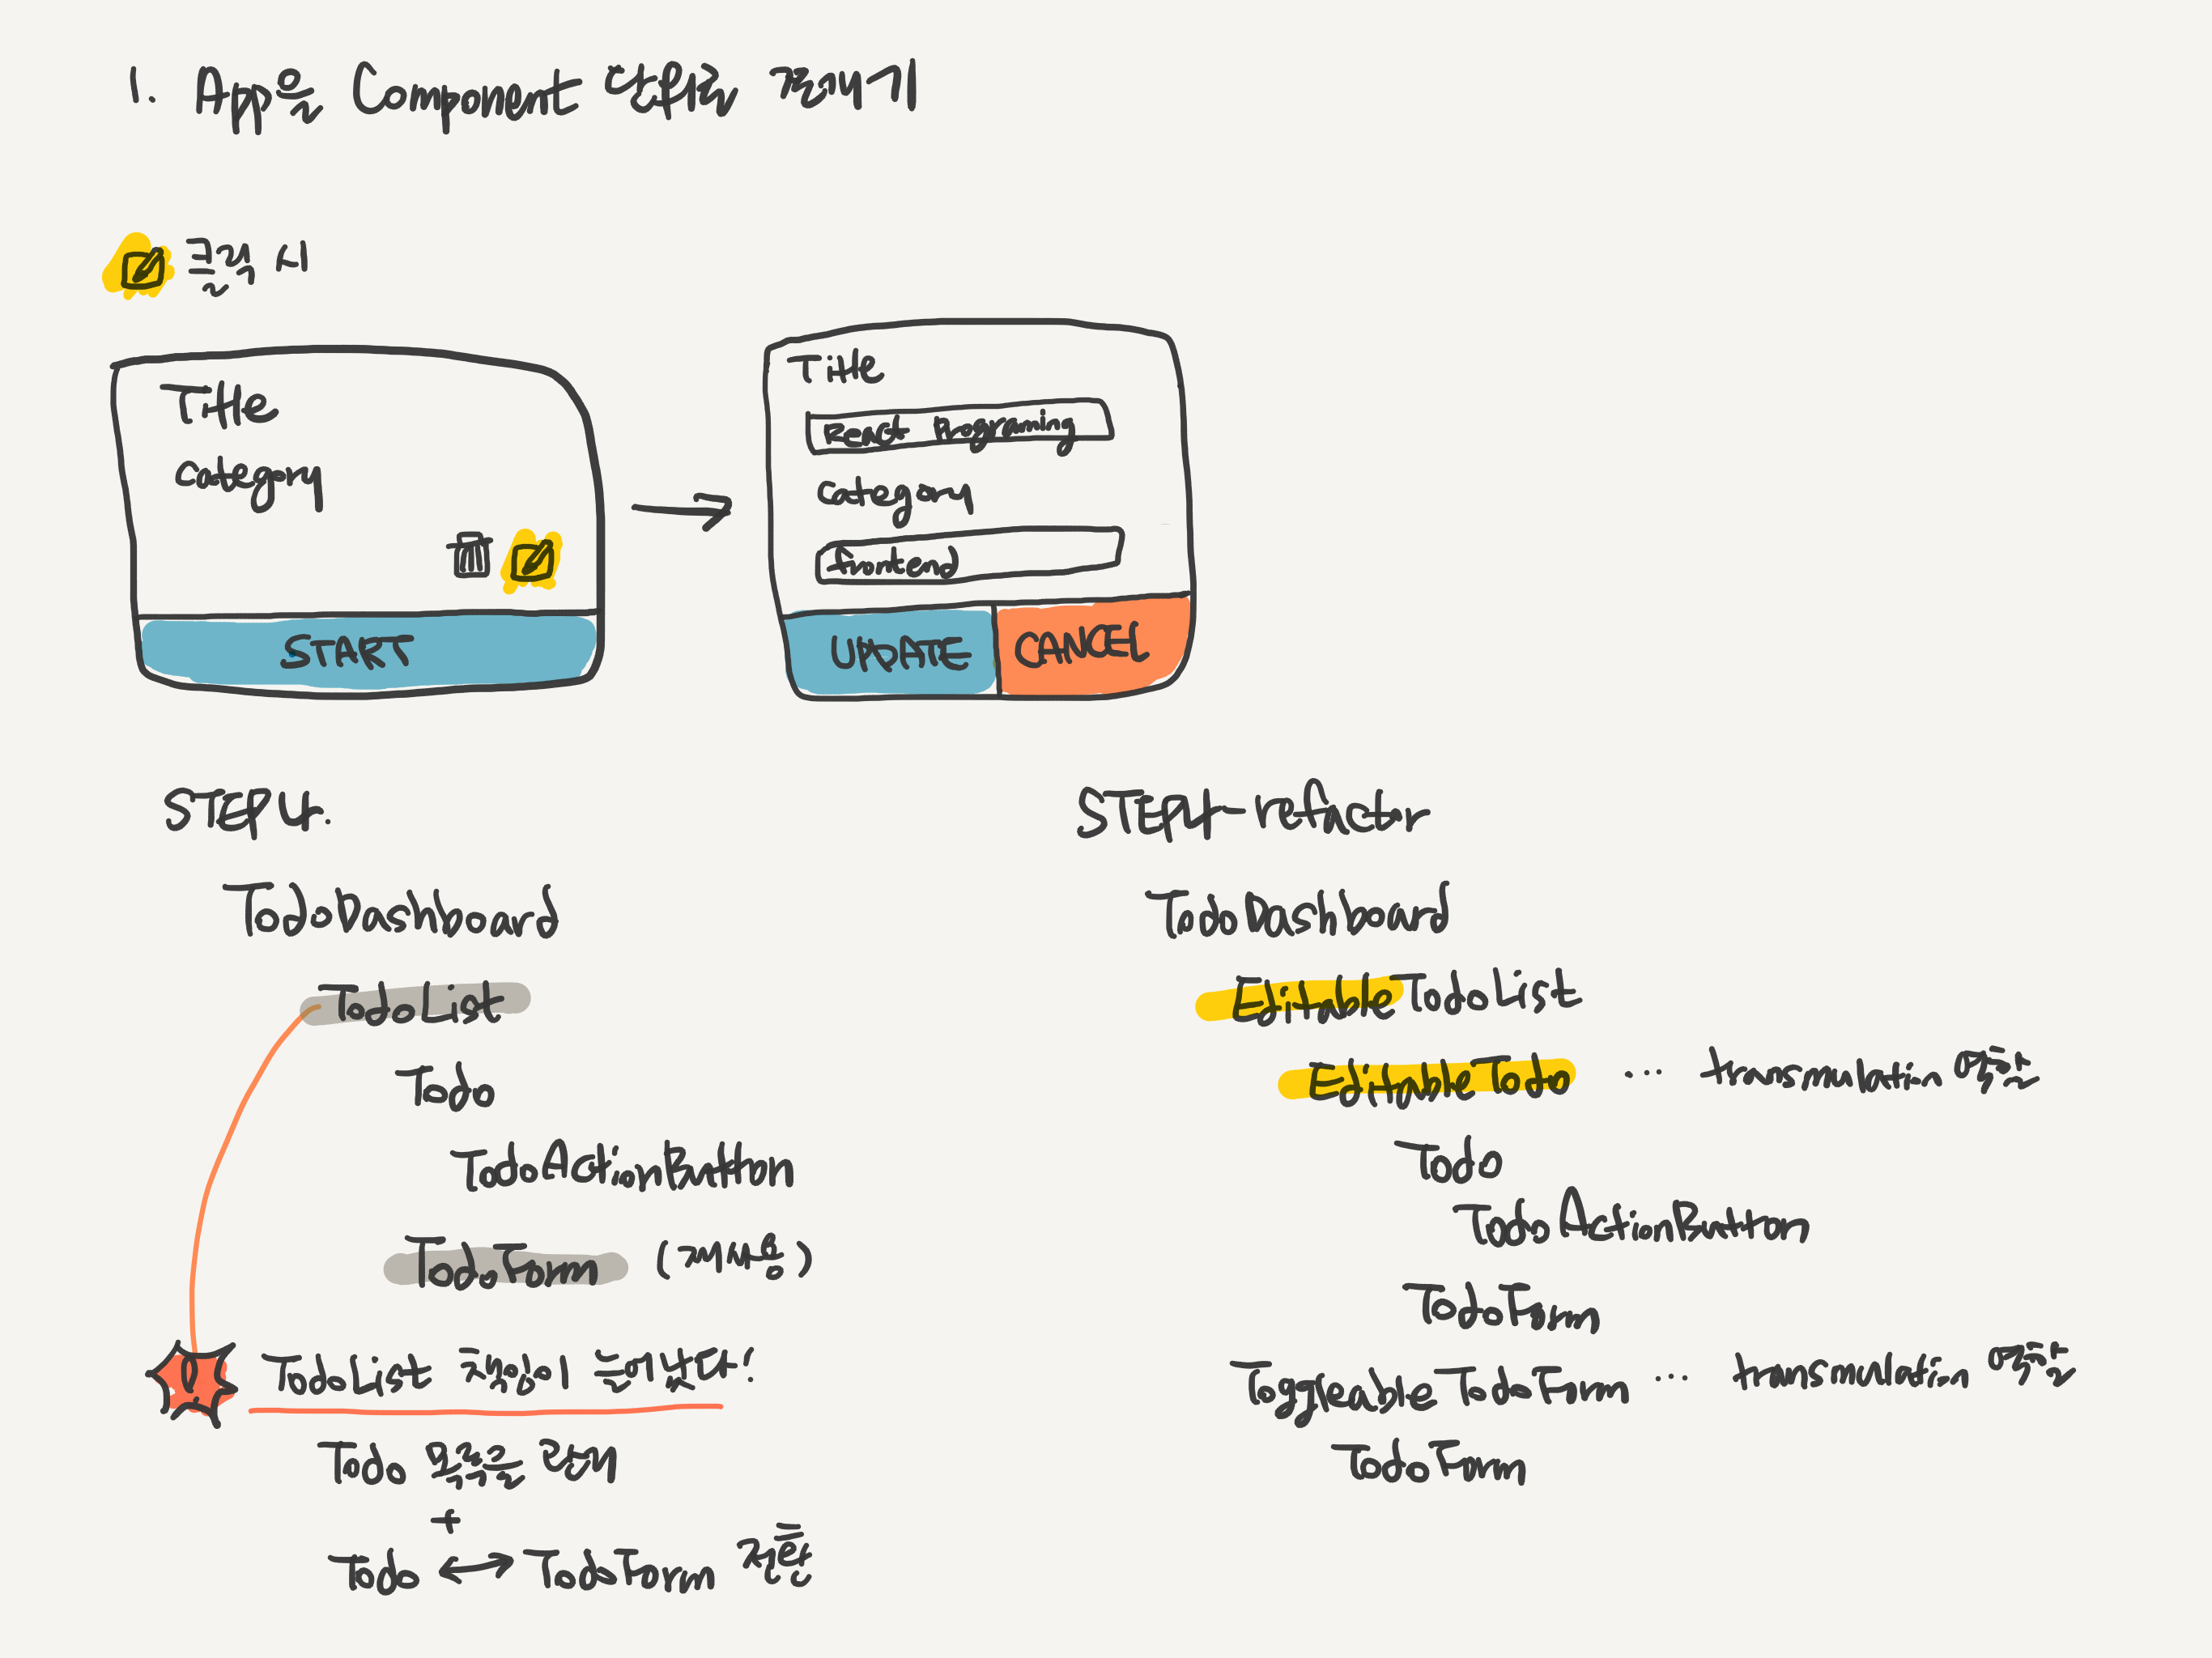 1. App을 Component 단위로 쪼개기
클릭 시
Title
category
START
Title
React Programing
category
frontend
UPDATE
CANCEL
STEP4.
TodoDashboard
TodoList
Todo
TodoActionButton
TodoForm (재사용)
TodoList 책임이 늘어났다!
Todo 목록을 관리
+
Todo ↔ TodoForm 전환
STEP4-refactor
TodoDashboard
EditableTodoList
EditableTodo ... transmulation 역할
Todo
TodoActionButton
TodoForm
ToggleableTodoForm ... transmulation 역할
TodoForm